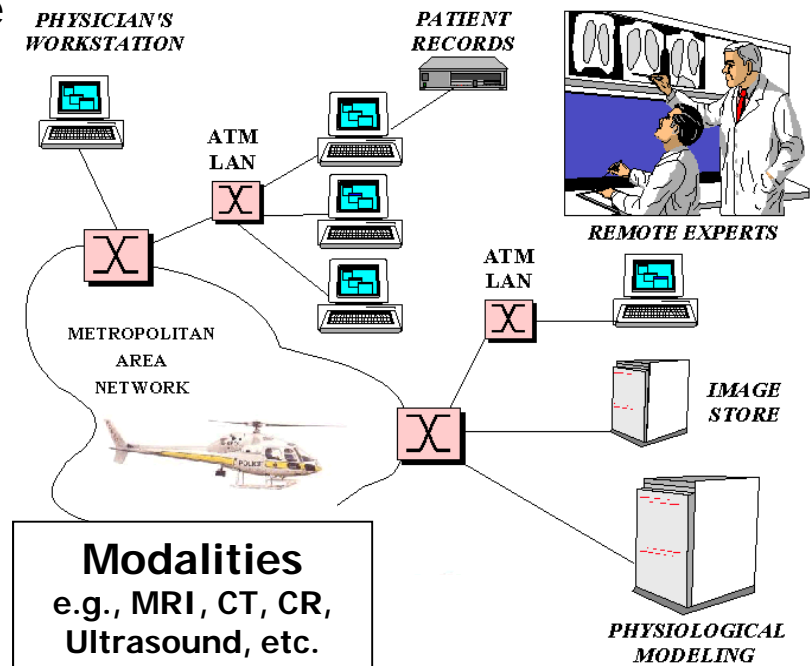 e
PHYSICIAN'S
WORKSTATION
PATIENT
RECORDS
ATM
LAN
REMOTE EXPERTS
ATM
LAN
METROPOLITAN
AREA
NETWORK
IMAGE
STORE
POLICE
Modalities
e.g., MRI, CT, CR,
Ultrasound, etc.
PHYSIOLOGICAL
MODELING